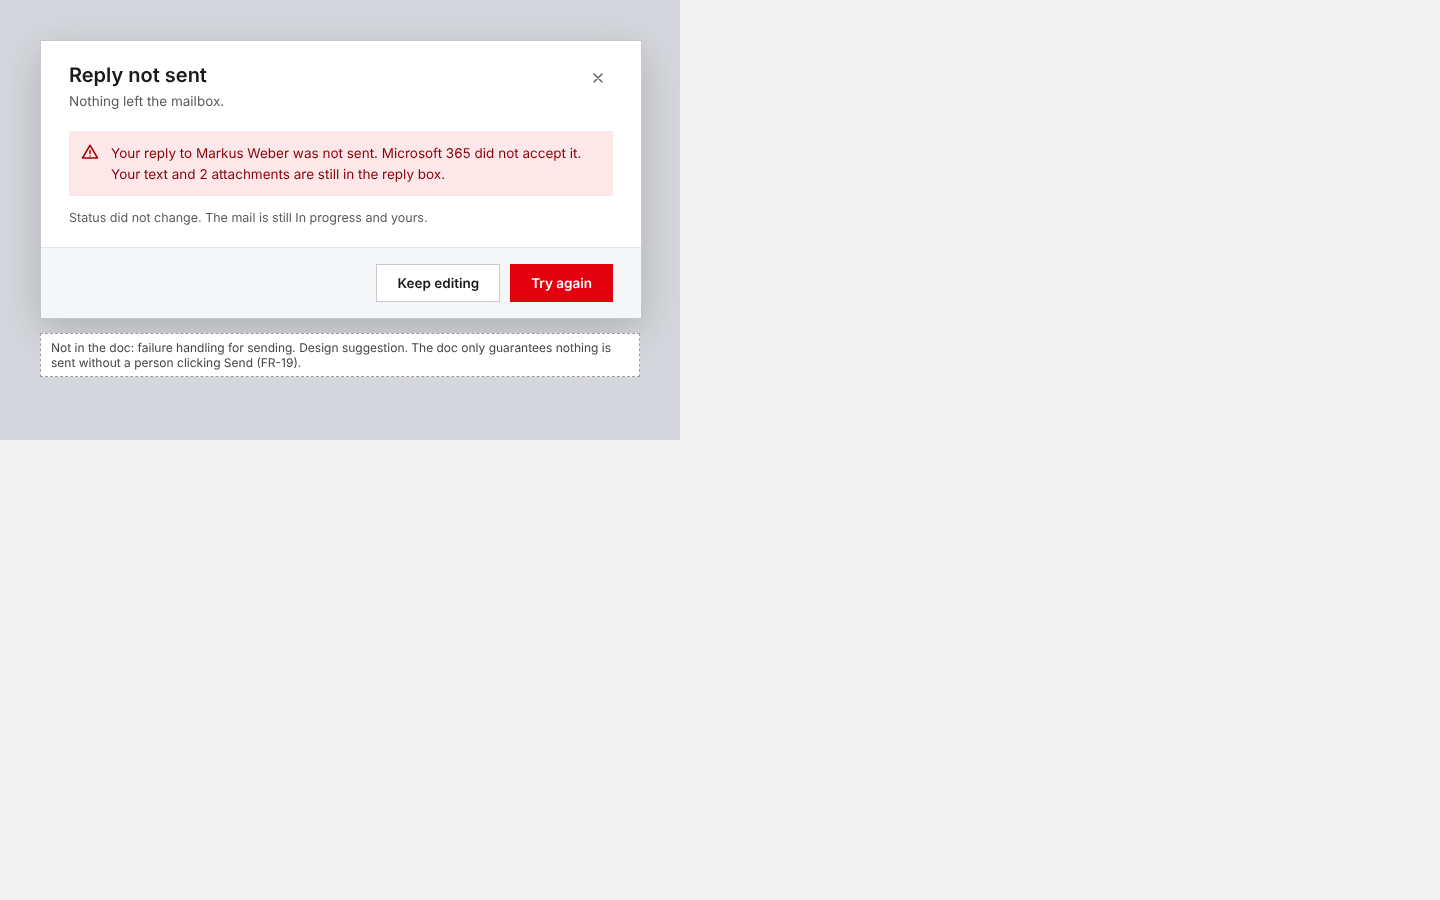 Reply not sent
Nothing left the mailbox.
Your reply to Markus Weber was not sent. Microsoft 365 did not accept it.
Your text and 2 attachments are still in the reply box.
Status did not change. The mail is still In progress and yours.
Keep editing
Try again
Not in the doc: failure handling for sending. Design suggestion. The doc only guarantees nothing is
sent without a person clicking Send (FR-19).